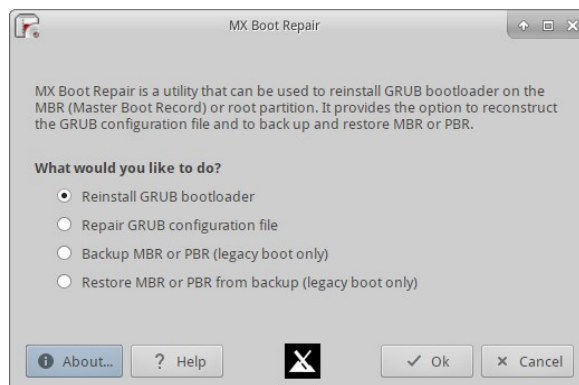 MX Boot Repair
MX Boot Repair is a utility that can be used to reinstall GRUB bootloader on the
MBR (Master Boot Record) or root partition. It provides the option to reconstruct
the GRUB configuration file and to back up and restore MBR or PBR.
What would you like to do?
Reinstall GRUB bootloader
Repair GRUB configuration file
Backup MBR or PBR (legacy boot only)
Restore MBR or PBR from backup (legacy boot only)
About... ? Help Ok Cancel